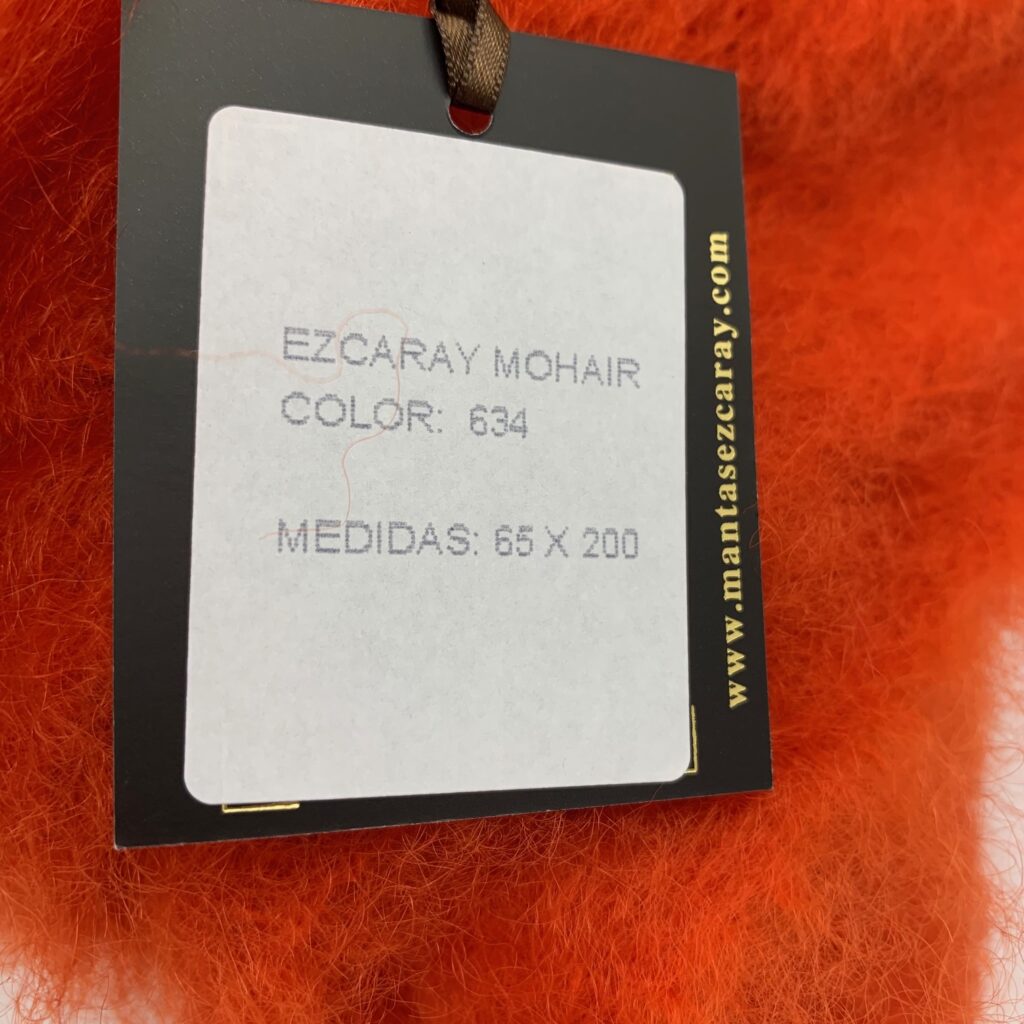 EZCARAY MOHAIR
COLOR: 634
MEDIDAS: 65 X 200
www.mantasezcaray.com